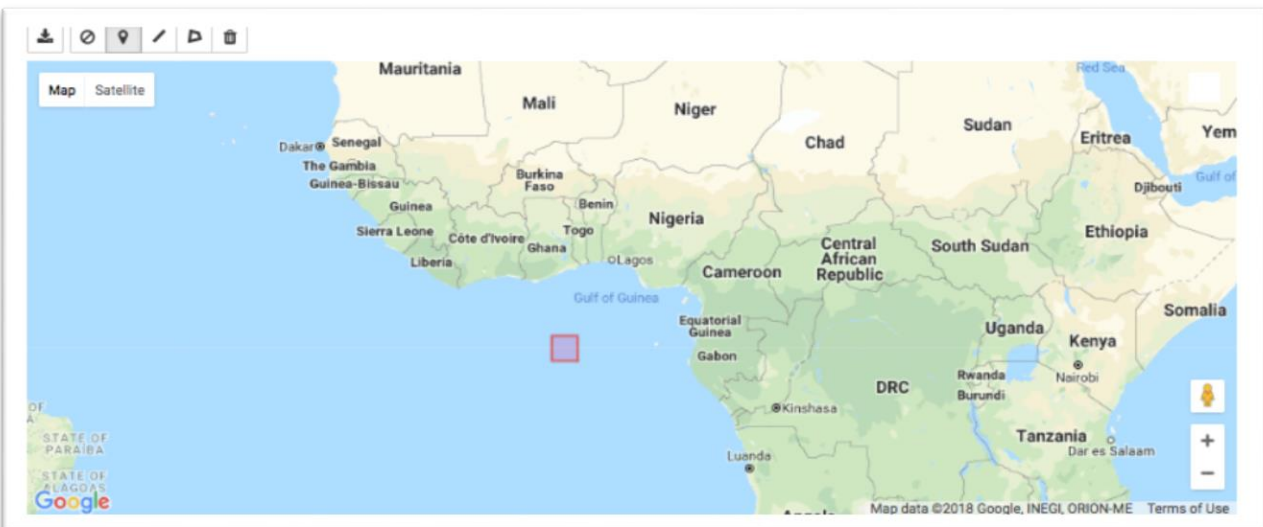 Map Satellite
Mauritania
Mali
Niger
Chad
Sudan
Red Sea
Eritrea
Yem
Dakar
Senegal
The Gambia
Guinea-Bissau
Guinea
Sierra Leone
Liberia
Côte d'Ivoire
Burkina
Faso
Ghana
Togo
Benin
Lagos
Nigeria
Cameroon
Central
African
Republic
South Sudan
Ethiopia
Djibouti
Gulf of
Somalia
Gulf of Guinea
Equatorial
Guinea
Gabon
DRC
Uganda
Kenya
Nairobi
Rwanda
Burundi
Kinshasa
Tanzania
Dar es Salaam
Luanda
STATE OF
PARAÍBA
STATE OF
ALAGOAS
Google
Map data ©2018 Google, INEGI, ORION-ME Terms of Use